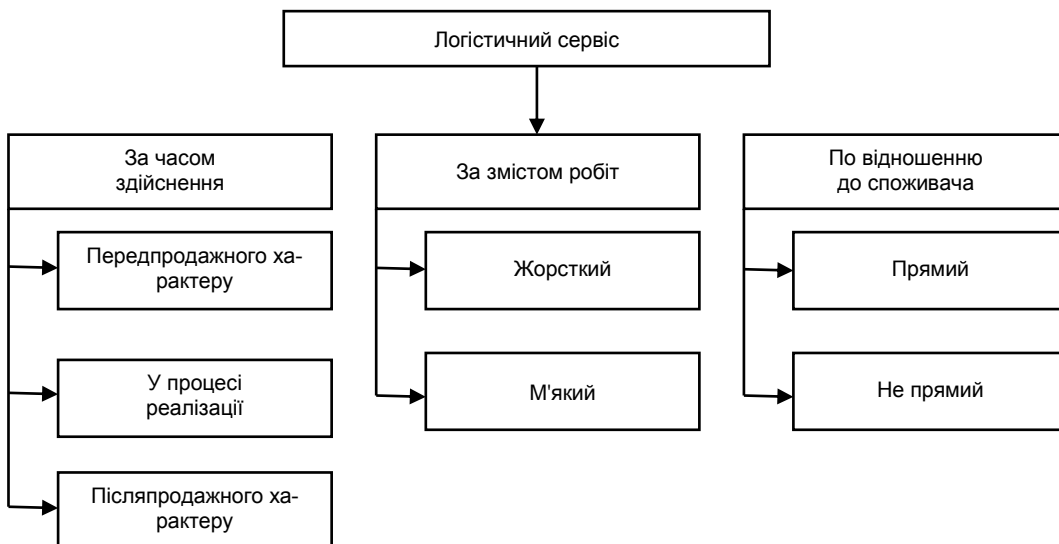 Логістичний сервіс
За часом
здійснення
За змістом робіт
По відношенню
до споживача
Передпродажного ха-
рактеру
Жорсткий
Прямий
У процесі
реалізації
М'який
Не прямий
Післяпродажного ха-
рактеру